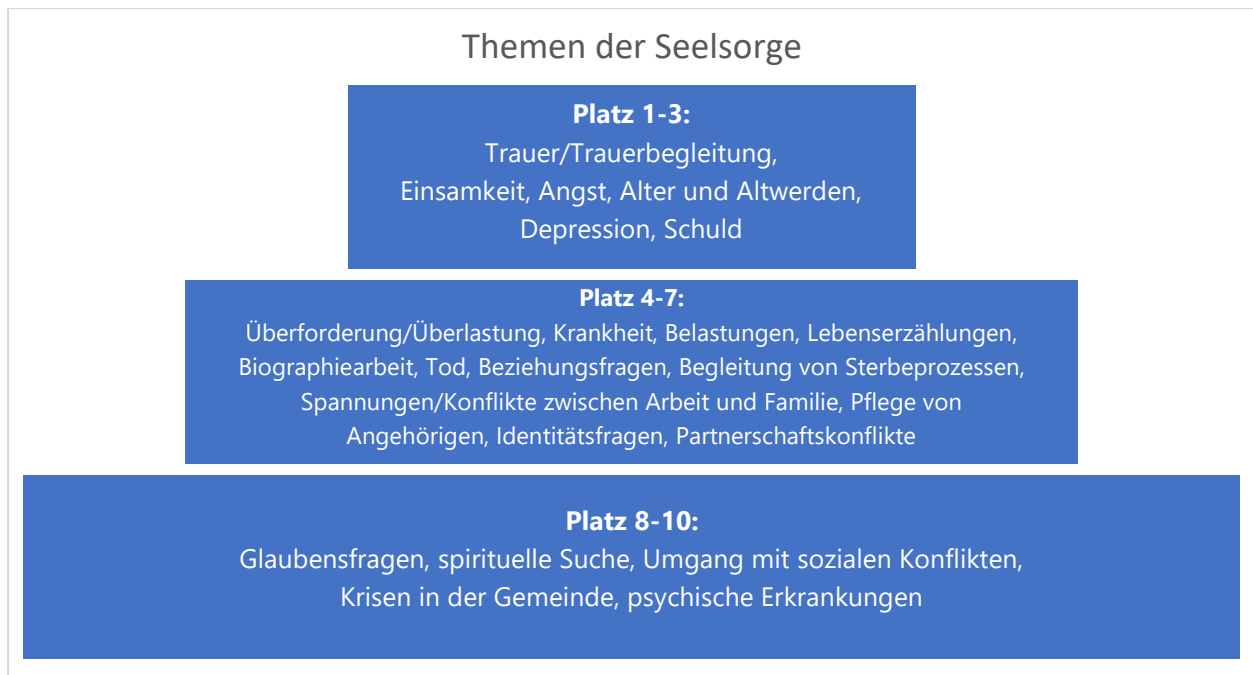 Themen der Seelsorge
Platz 1-3:
Trauer/Trauerbegleitung,
Einsamkeit, Angst, Alter und Altwerden,
Depression, Schuld
Platz 4-7:
Überforderung/Überlastung, Krankheit, Belastungen, Lebenserzählungen,
Biographiearbeit, Tod, Beziehungsfragen, Begleitung von Sterbeprozessen,
Spannungen/Konflikte zwischen Arbeit und Familie, Pflege von
Angehörigen, Identitätsfragen, Partnerschaftskonflikte
Platz 8-10:
Glaubensfragen, spirituelle Suche, Umgang mit sozialen Konflikten,
Krisen in der Gemeinde, psychische Erkrankungen